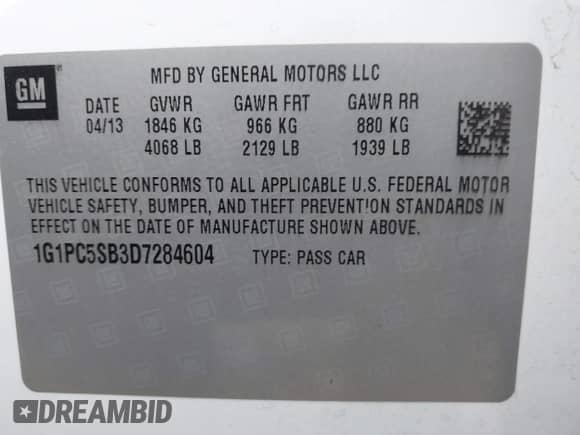 GM
MFD BY GENERAL MOTORS LLC
DATE GVWR GAWR FRT GAWR RR
04/13 1846 KG 966 KG 880 KG
4068 LB 2129 LB 1939 LB
THIS VEHICLE CONFORMS TO ALL APPLICABLE U.S. FEDERAL MOTOR
VEHICLE SAFETY, BUMPER, AND THEFT PREVENTION STANDARDS IN
EFFECT ON THE DATE OF MANUFACTURE SHOWN ABOVE.
1G1PC5SB3D7284604 TYPE: PASS CAR
DREAMBID